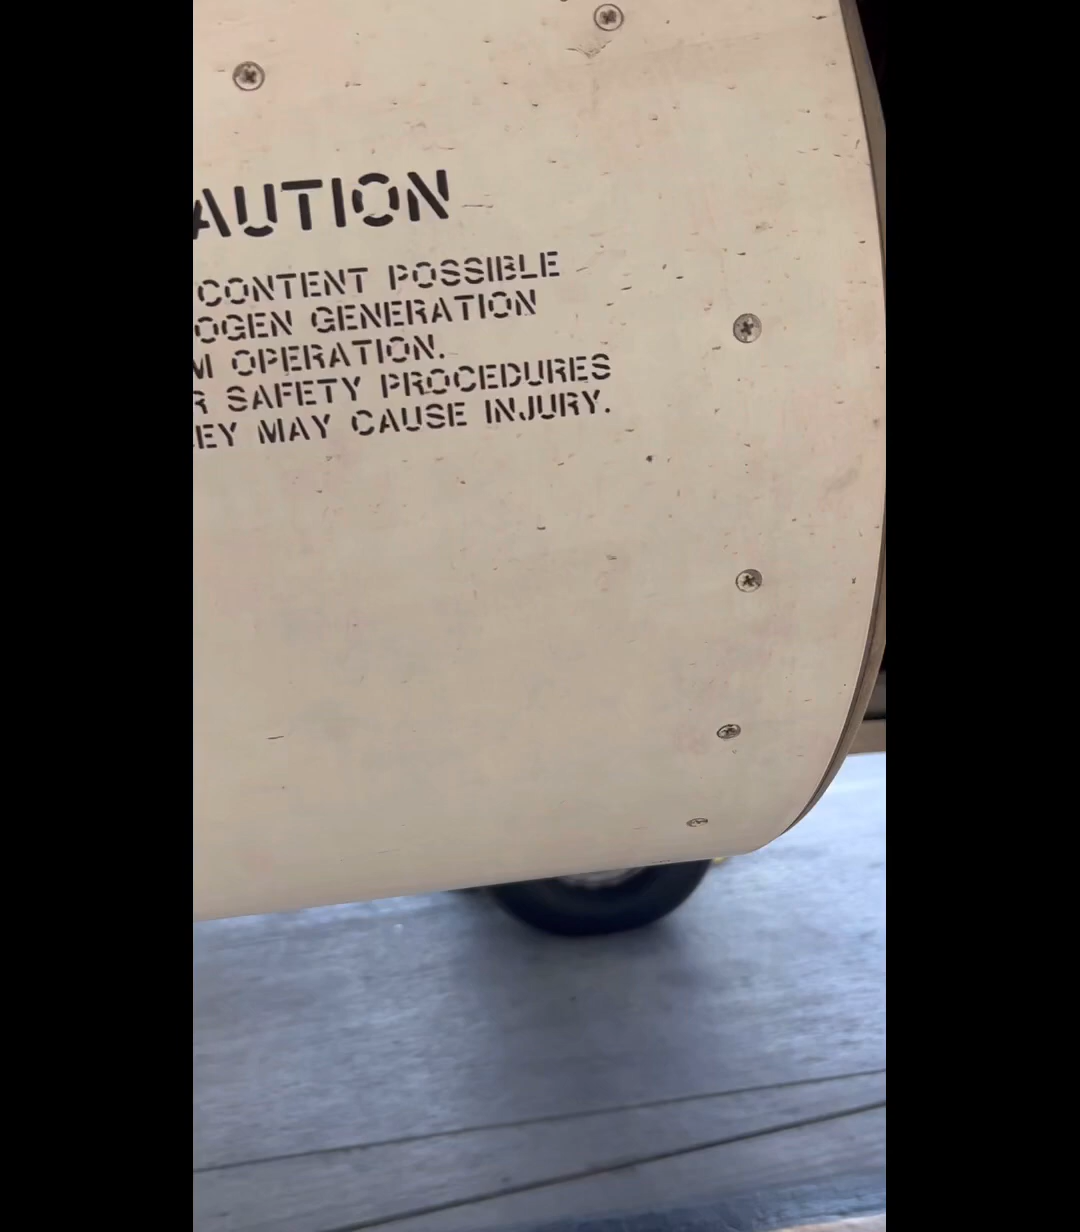 AUTION
CONTENT POSSIBLE
OGEN GENERATION
M OPERATION.
R SAFETY PROCEDURES
EY MAY CAUSE INJURY.